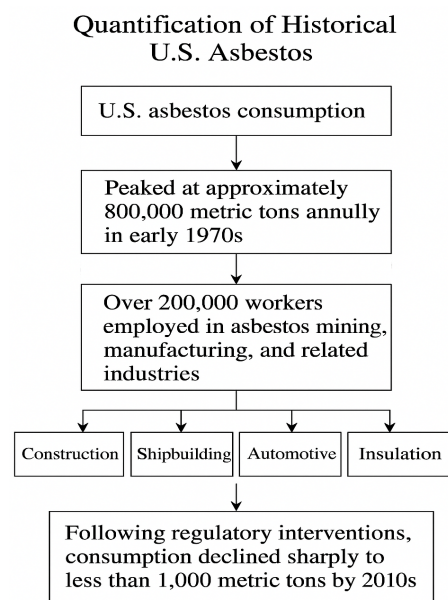 Quantification of Historical
U.S. Asbestos
U.S. asbestos consumption
Peaked at approximately
800,000 metric tons annully
in early 1970s
Over 200,000 workers
employed in asbestos mining,
manufacturing, and related
industries
Construction
Shipbuilding
Automotive
Insulation
Following regulatory interventions,
consumption declined sharply to
less than 1,000 metric tons by 2010s